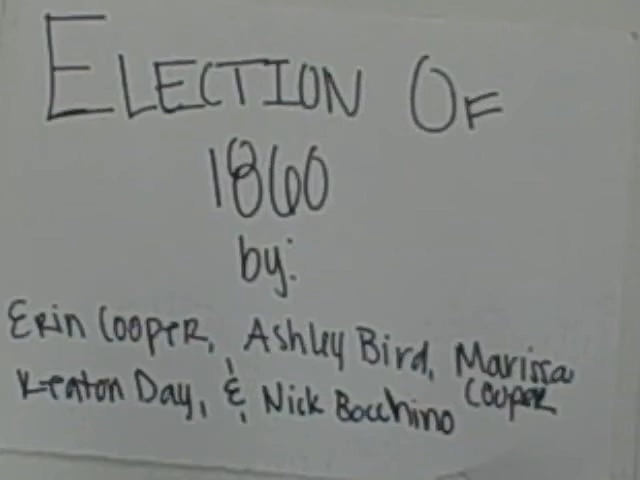 ELECTION OF
1860
by:
Erin Cooper, Ashley Bird, Marissa Cooper
Keaton Day, & Nick Bocchino